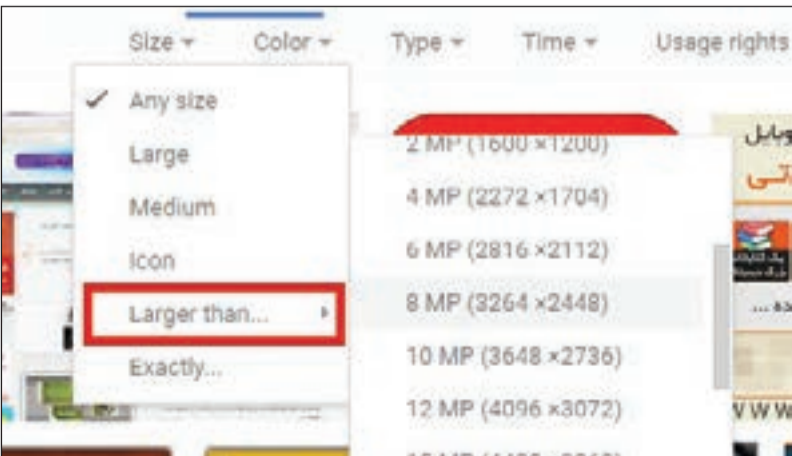 Size Color Type Time Usage rights
Any size
Large
Medium
Icon
Larger than...
Exactly...
2 MP (1600 ×1200)
4 MP (2272 ×1704)
6 MP (2816 ×2112)
8 MP (3264 ×2448)
10 MP (3648 ×2736)
12 MP (4096 ×3072)